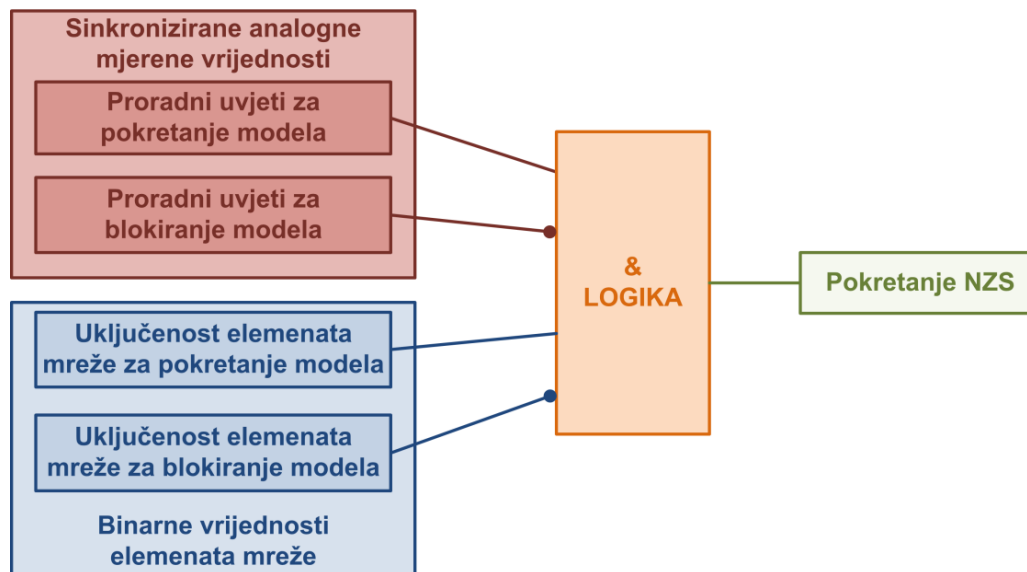 Sinkronizirane analogne
mjerene vrijednosti
Proradni uvjeti za
pokretanje modela
Proradni uvjeti za
blokiranje modela
&
LOGIKA
Pokretanje NZS
Uključenost elemenata
mreže za pokretanje modela
Uključenost elemenata
mreže za blokiranje modela
Binarne vrijednosti
elemenata mreže